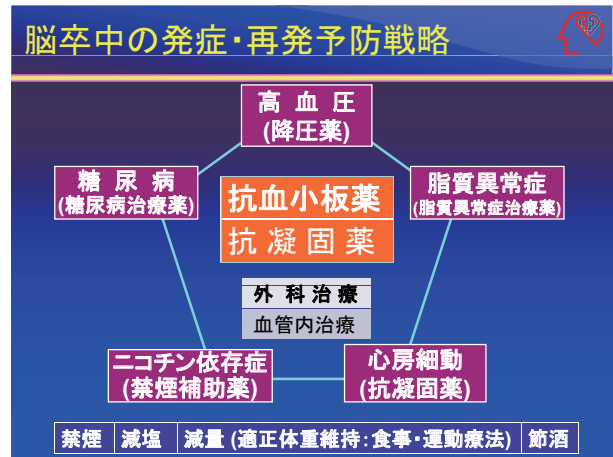 脳卒中の発症・再発予防戦略
高血圧
(降圧薬)
糖尿病
(糖尿病治療薬)
脂質異常症
(脂質異常症治療薬)
抗血小板薬
抗凝固薬
外科治療
血管内治療
ニコチン依存症
(禁煙補助薬)
心房細動
(抗凝固薬)
禁煙 減塩 減量(適正体重維持:食事・運動療法) 節酒